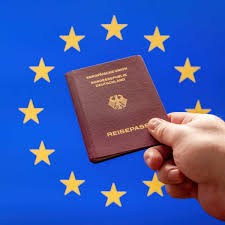 EUROPÄISCHE UNION
BUNDESREPUBLIK
DEUTSCHLAND
REISEPASS